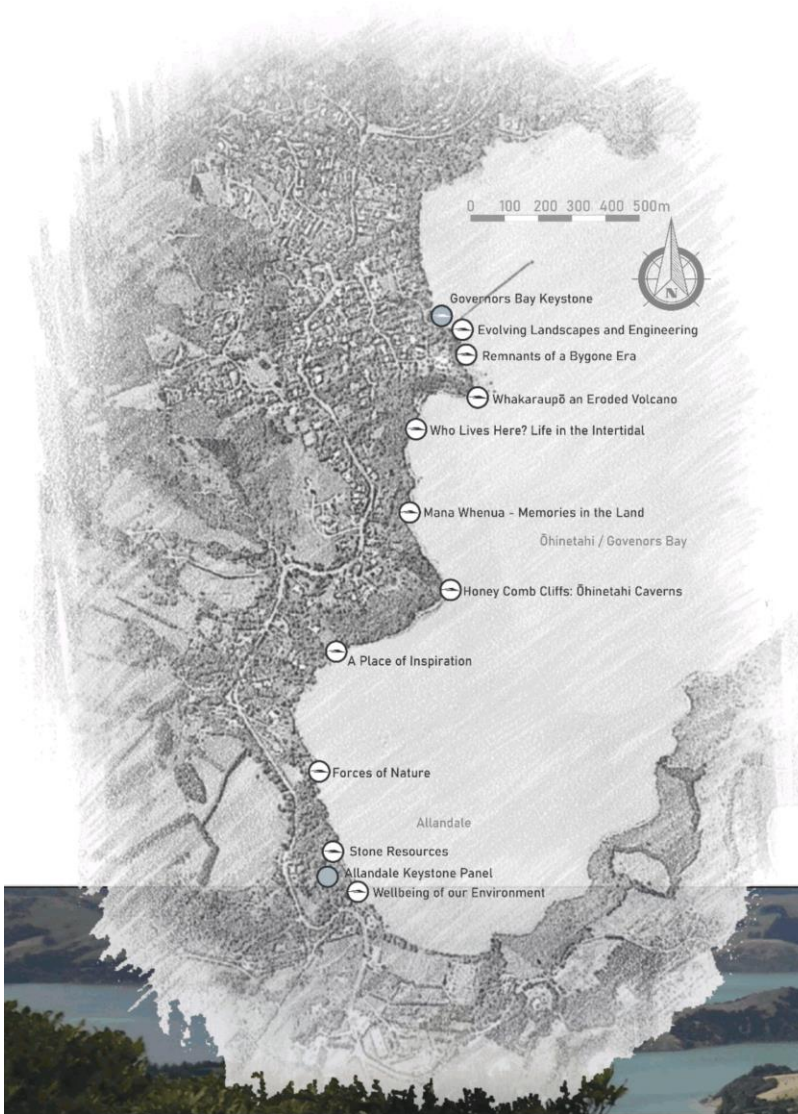 0 100 200 300 400 500m
N
Governors Bay Keystone
Evolving Landscapes and Engineering
Remnants of a Bygone Era
Whakaraupō an Eroded Volcano
Who Lives Here? Life in the Intertidal
Mana Whenua - Memories in the Land
Ōhinetahi / Govenors Bay
Honey Comb Cliffs: Ōhinetahi Caverns
A Place of Inspiration
Forces of Nature
Allandale
Stone Resources
Allandale Keystone Panel
Wellbeing of our Environment